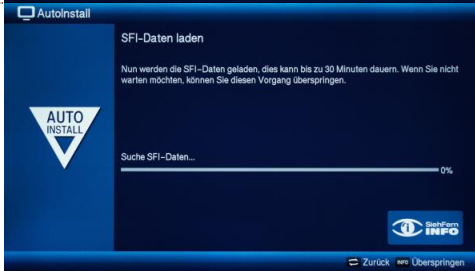 AutoInstall
SFI-Daten laden
Nun werden die SFI-Daten geladen, dies kann bis zu 30 Minuten dauern. Wenn Sie nicht
warten möchten, können Sie diesen Vorgang überspringen.
AUTO
INSTALL
Suche SFI-Daten...
0%
SiehFern
INFO
Zurück INFO Überspringen